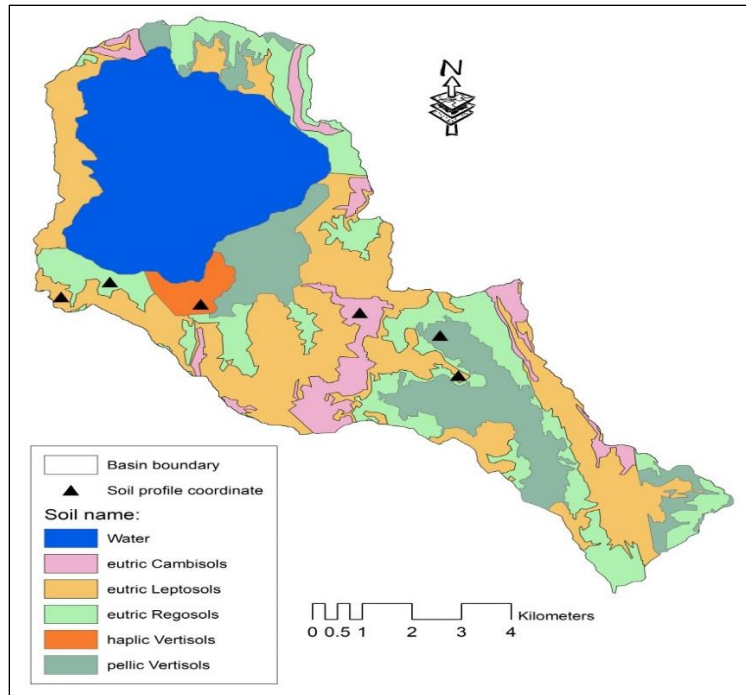 N
Basin boundary
Soil profile coordinate
Soil name:
Water
eutric Cambisols
eutric Leptosols
eutric Regosols
haplic Vertisols
pellic Vertisols
Kilometers
0 0.5 1 2 3 4